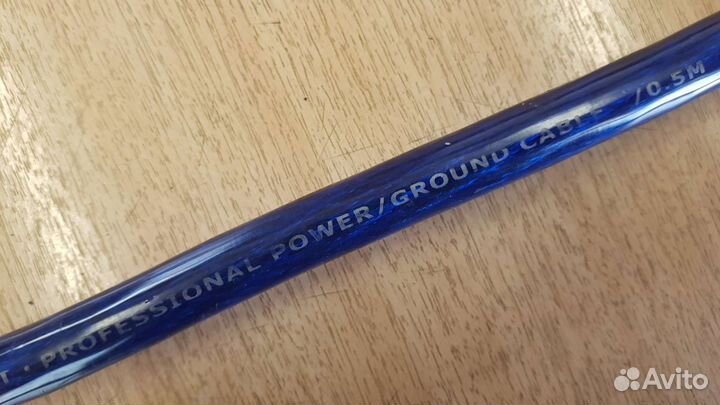 T · PROFESSIONAL POWER/GROUND CABLE /0.5M
Avito